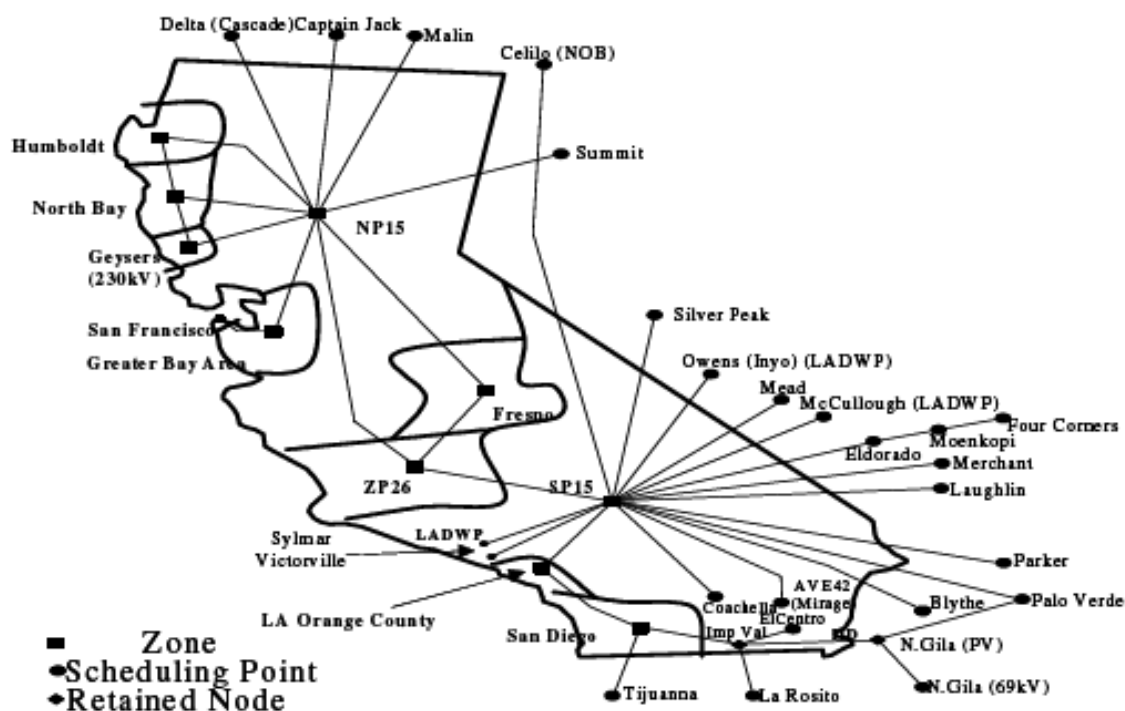 Delta (Cascade)
Captain Jack
Malin
Celilo (NOB)
Summit
Humboldt
North Bay
NP15
Geysers
(230kV)
San Francisco
Greater Bay Area
Silver Peak
Owens (Inyo) (LADWP)
Mead
McCullough (LADWP)
Four Corners
Moenkopi
Eldorado
Merchant
Laughlin
Fresno
ZP26
SP15
LADWP
Sylmar
Victorville
Parker
AVE42
(Mirage)
Coachella
ElCentro
Blythe
Palo Verde
LA Orange County
San Diego
Imp Val
N.Gila (PV)
N.Gila (69kV)
Tijuanna
La Rosito
Zone
Scheduling Point
Retained Node